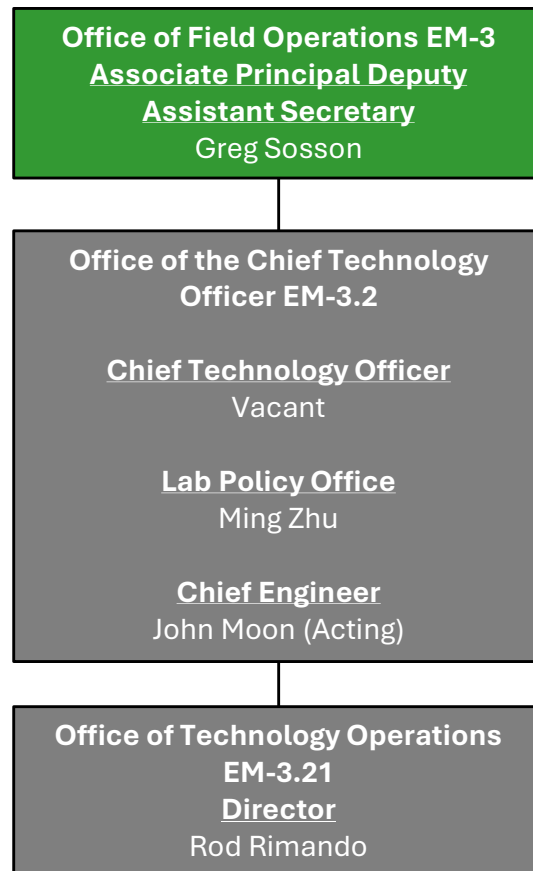 Office of Field Operations EM-3
Associate Principal Deputy
Assistant Secretary
Greg Sosson
Office of the Chief Technology
Officer EM-3.2
Chief Technology Officer
Vacant
Lab Policy Office
Ming Zhu
Chief Engineer
John Moon (Acting)
Office of Technology Operations
EM-3.21
Director
Rod Rimando